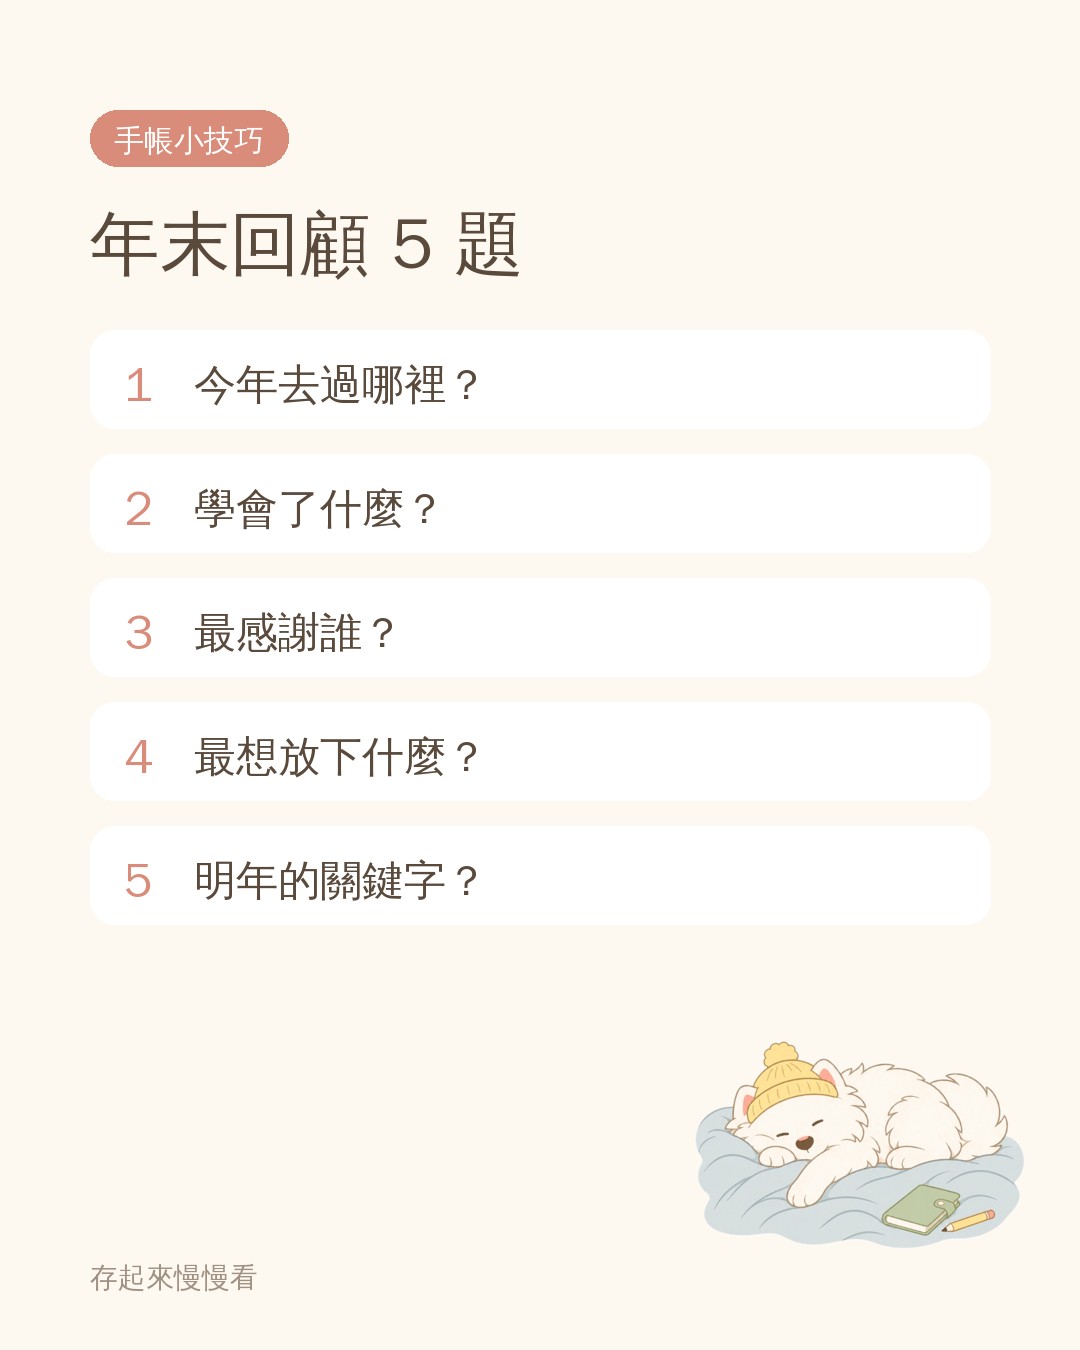 手帳小技巧
年末回顧 5 題
1 今年去過哪裡？
2 學會了什麼？
3 最感謝誰？
4 最想放下什麼？
5 明年的關鍵字？
存起來慢慢看